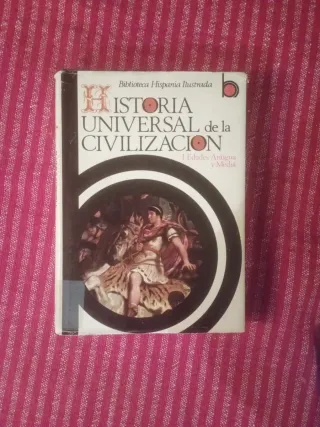 Biblioteca Hispania Ilustrada
HISTORIA
UNIVERSAL de la
CIVILIZACION
I. Edades Antigua
y Media